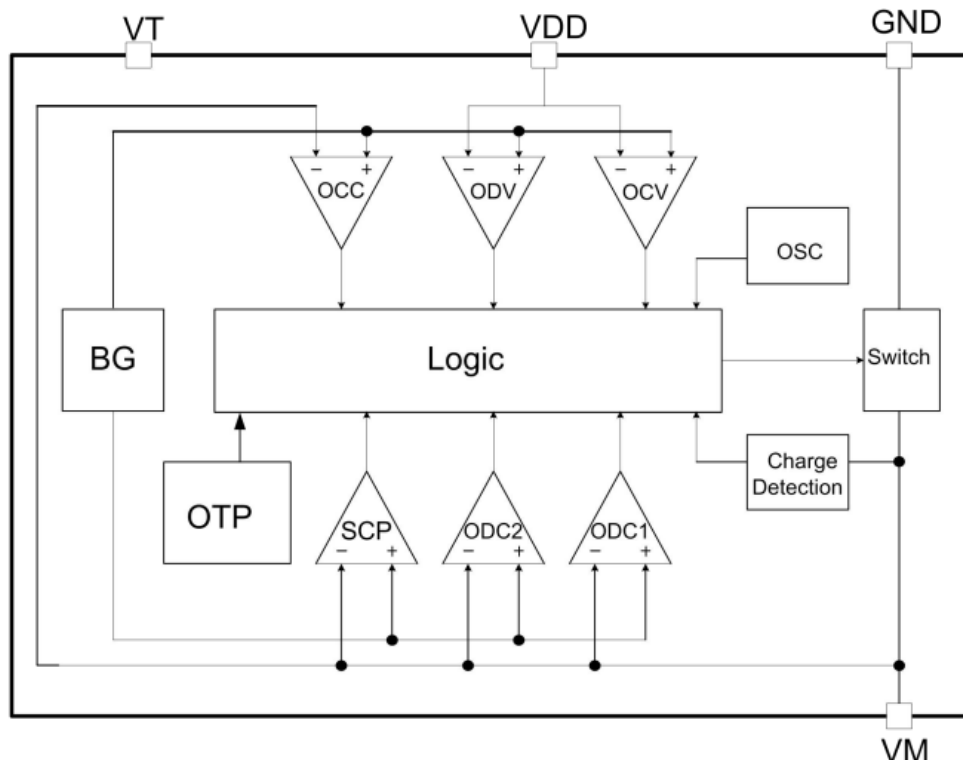 VT
VDD
GND
− +
OCC
− +
ODV
− +
OCV
OSC
BG
Logic
Switch
OTP
SCP
− +
ODC2
− +
ODC1
− +
Charge
Detection
VM